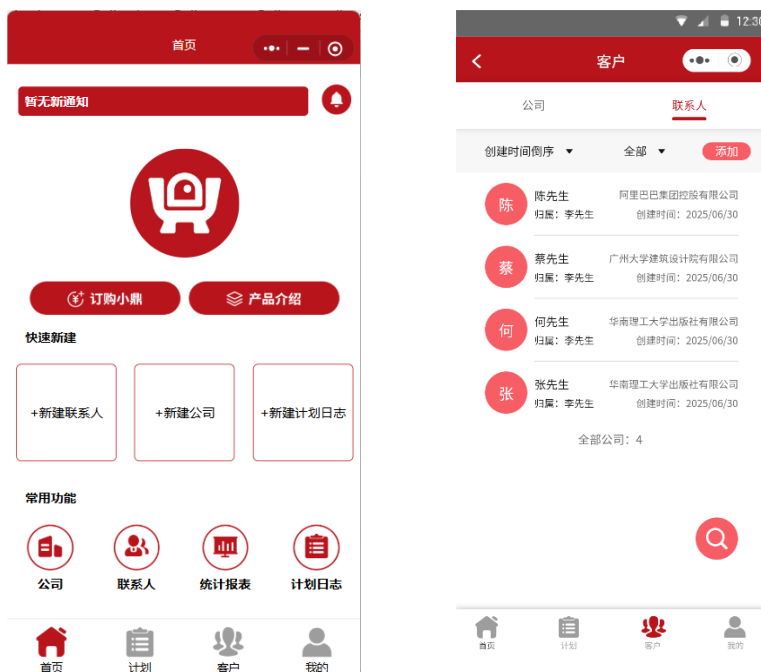 首页
暂无新通知
订购小鼎
产品介绍
快速新建
+新建联系人
+新建公司
+新建计划日志
常用功能
公司
联系人
统计报表
计划日志
首页
计划
客户
我的
12:30
客户
公司
联系人
创建时间倒序
全部
添加
陈
陈先生
阿里巴巴集团控股有限公司
归属：李先生
创建时间：2025/06/30
蔡
蔡先生
广州大学建筑设计院有限公司
归属：李先生
创建时间：2025/06/30
何
何先生
华南理工大学出版社有限公司
归属：李先生
创建时间：2025/06/30
张
张先生
华南理工大学出版社有限公司
归属：李先生
创建时间：2025/06/30
全部公司：4
首页
计划
客户
我的